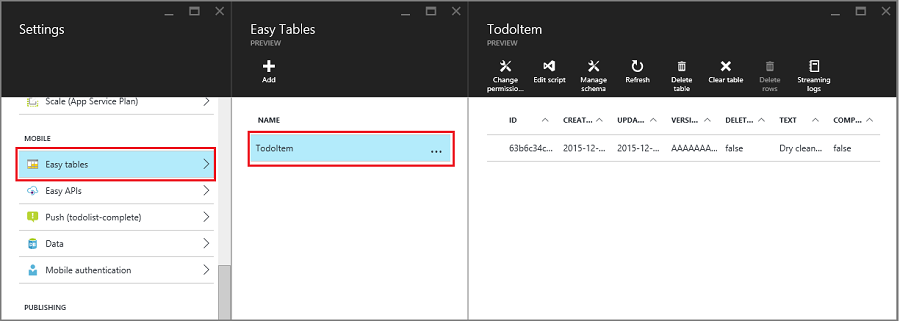 Settings
Scale (App Service Plan)
MOBILE
Easy tables
Easy APIs
Push (todolist-complete)
Data
Mobile authentication
PUBLISHING
Easy Tables
PREVIEW
Add
NAME
TodoItem
...
TodoItem
PREVIEW
Change permissio...
Edit script
Manage schema
Refresh
Delete table
Clear table
Delete rows
Streaming logs
ID CREAT... UPDA... VERSI... DELET... TEXT COMP...
63b6c34c... 2015-12-... 2015-12-... AAAAAAA... false Dry clean... false